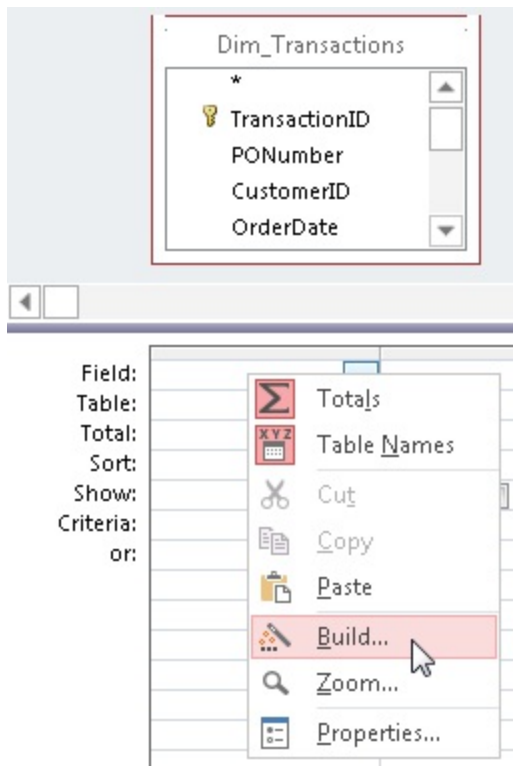 Dim_Transactions
*
TransactionID
PONumber
CustomerID
OrderDate
Field:
Table:
Total:
Sort:
Show:
Criteria:
or:
Totals
XYZ
Table Names
Cut
Copy
Paste
Build...
Zoom...
Properties...